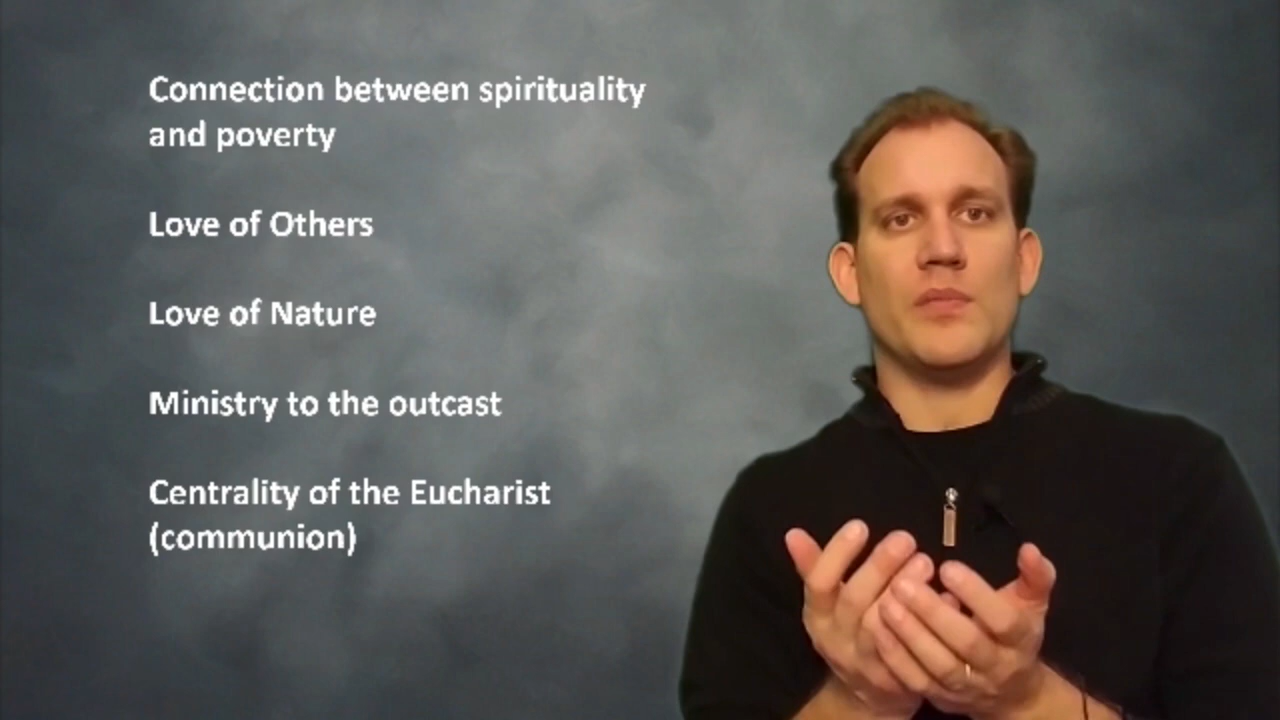 Connection between spirituality
and poverty
Love of Others
Love of Nature
Ministry to the outcast
Centrality of the Eucharist
(communion)